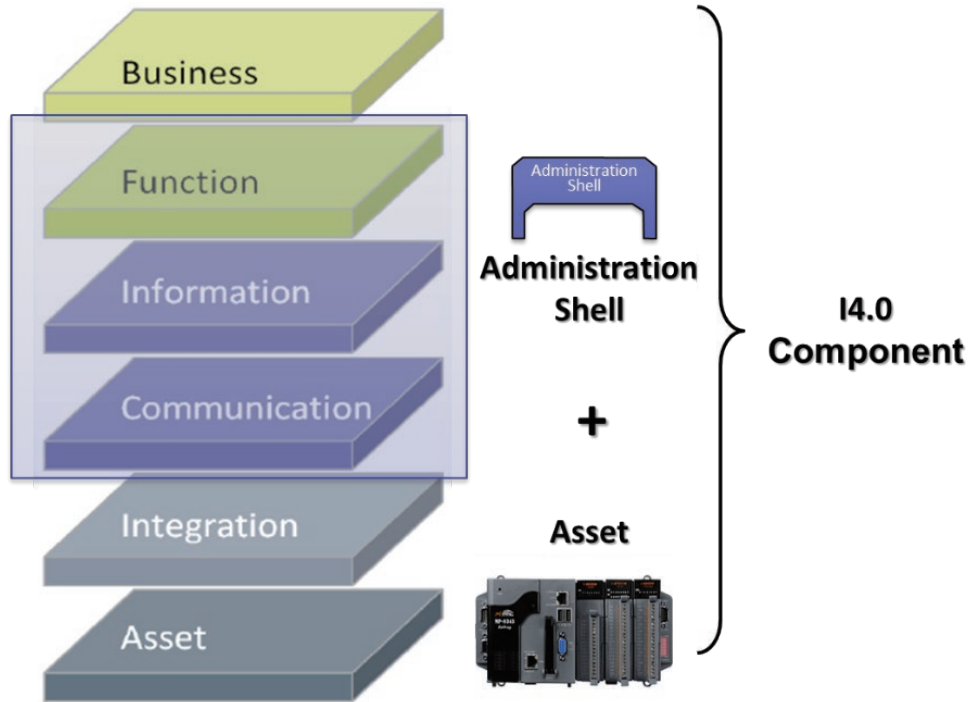 Business
Function
Information
Communication
Integration
Asset
Administration
Shell
Administration
Shell
+
Asset
I4.0
Component